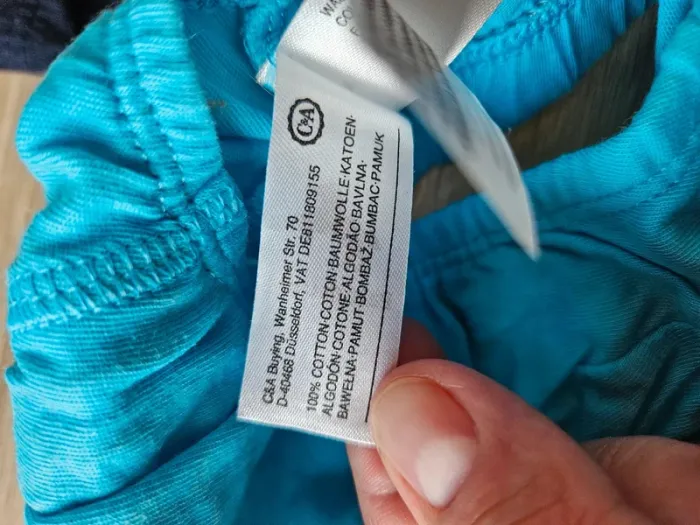 C&A
C&A Buying, Wanheimer Str. 70
D-40468 Düsseldorf, VAT DE811809155
100% COTTON·COTON·BAUMWOLLE·KATOEN·
ALGODÓN·COTONE·ALGODÃO·BAVLNA·
BAWEŁNA·PAMUT·BOMBAŽ·BUMBAC·PAMUK